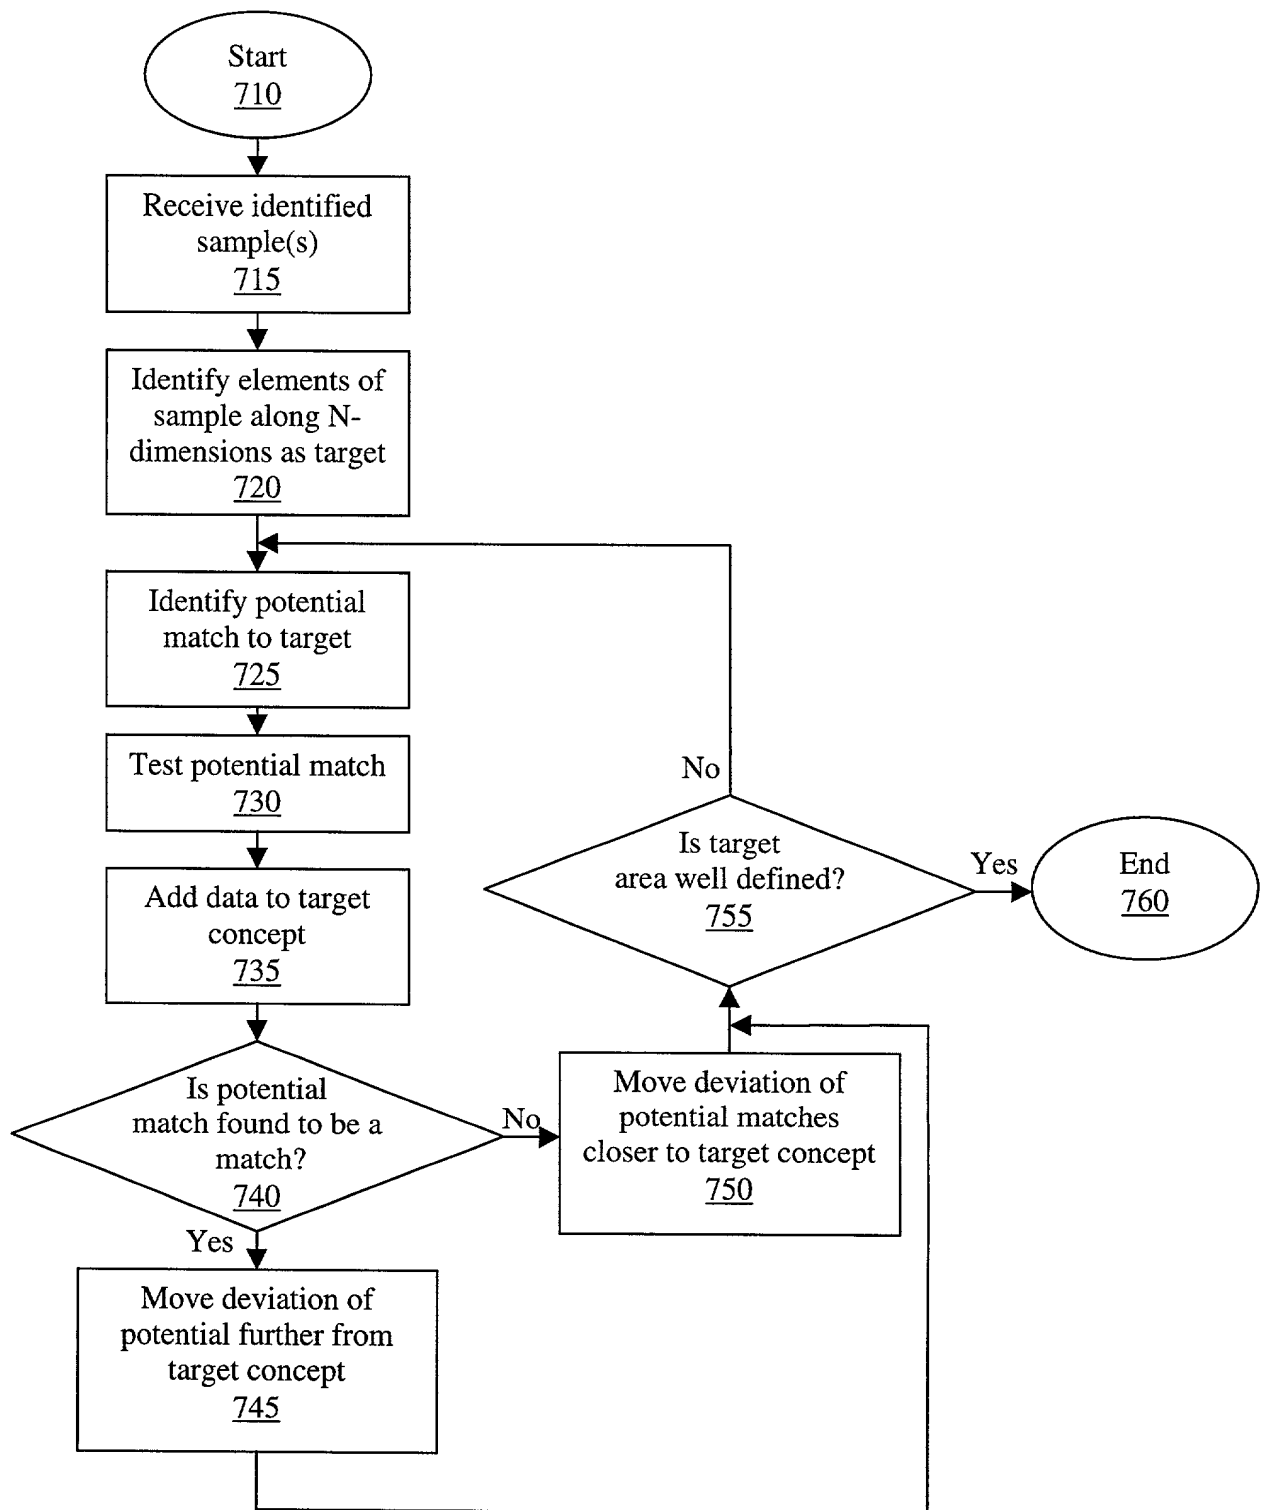 Start
710
Receive identified
sample(s)
715
Identify elements of
sample along N-
dimensions as target
720
Identify potential
match to target
725
Test potential match
730
Add data to target
concept
735
Is potential
match found to be a
match?
740
Yes
No
Move deviation of
potential further from
target concept
745
Move deviation of
potential matches
closer to target concept
750
Is target
area well defined?
755
No
Yes
End
760